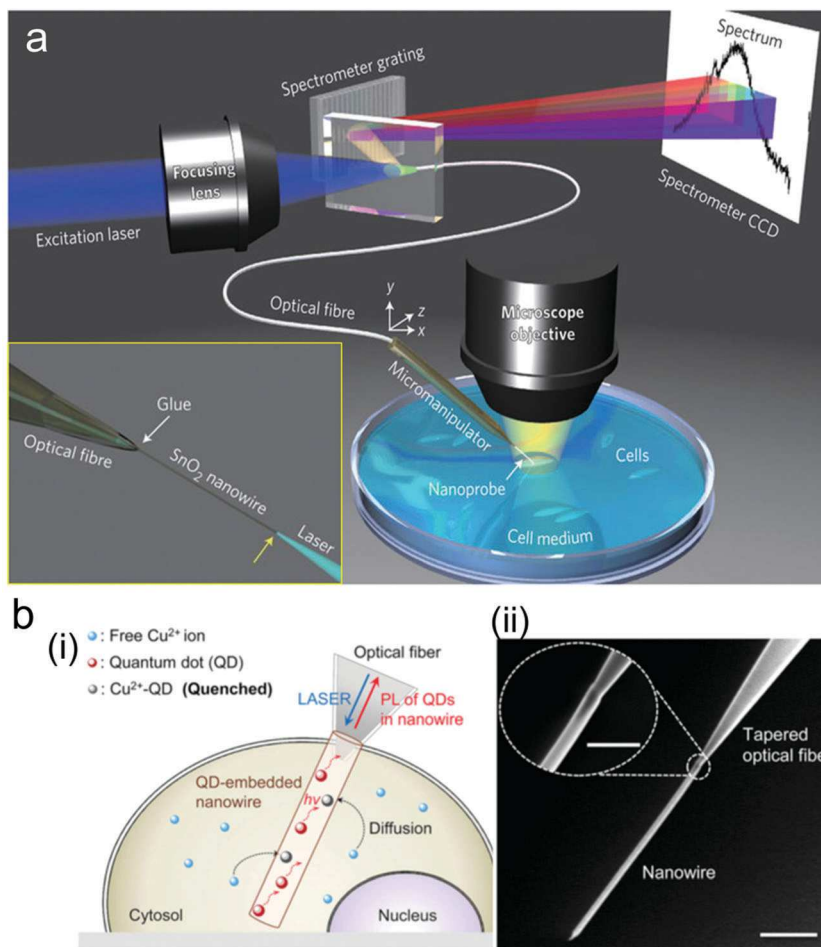 a
Spectrum
Spectrometer grating
Focusing
lens
Spectrometer CCD
Excitation laser
Optical fibre
y
z
x
Microscope
objective
Micromanipulator
Glue
Optical fibre
SnO₂ nanowire
Laser
Nanoprobe
Cells
Cell medium
b
(i)
: Free Cu²⁺ ion
: Quantum dot (QD)
: Cu²⁺-QD (Quenched)
Optical fiber
LASER
PL of QDs
in nanowire
QD-embedded
nanowire
hν
Diffusion
Cytosol
Nucleus
(ii)
Tapered
optical fibe
Nanowire